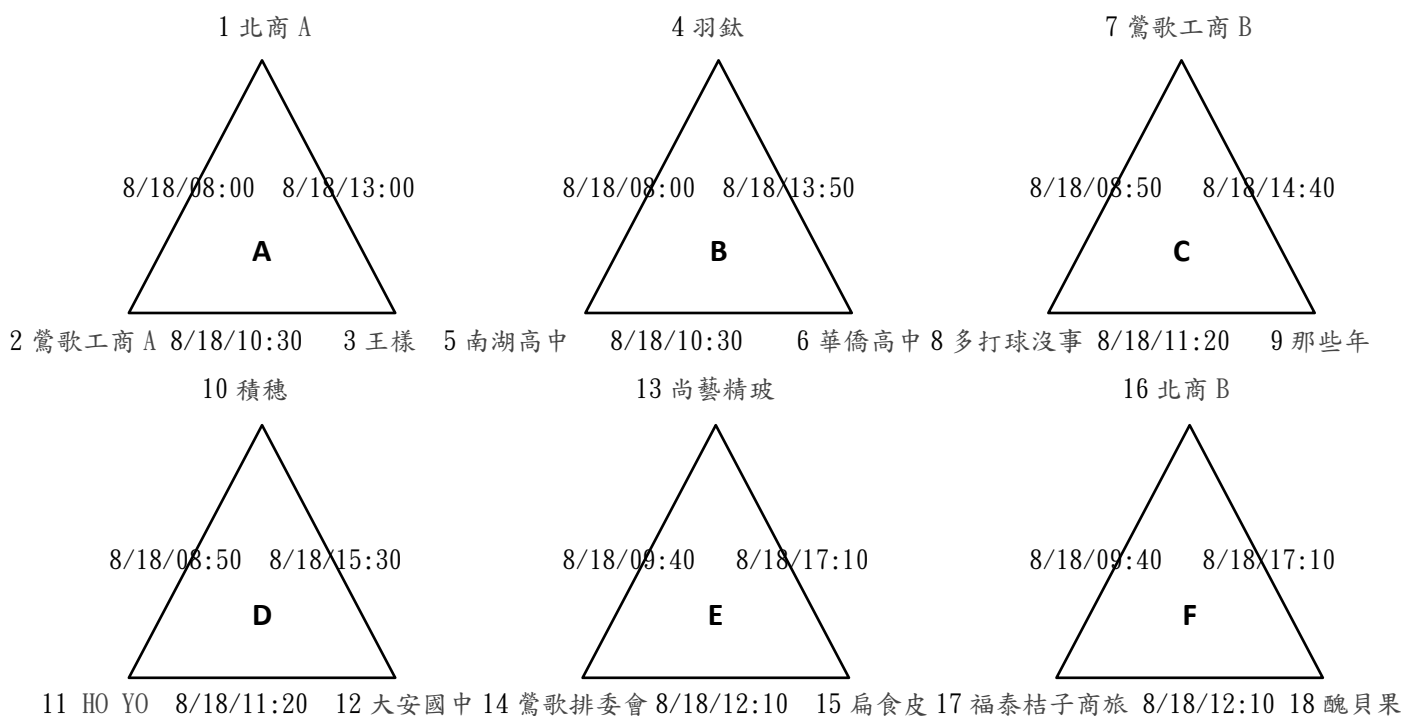 1 北商 A 4 羽鈦 7 鶯歌工商 B
8/18/08:00 8/18/13:00 8/18/08:00 8/18/13:50 8/18/08:50 8/18/14:40
A B C
2 鶯歌工商 A 8/18/10:30 3 王樣 5 南湖高中 8/18/10:30 6 華僑高中 8 多打球沒事 8/18/11:20 9 那些年
10 積穗 13 尚藝精玻 16 北商 B
8/18/08:50 8/18/15:30 8/18/09:40 8/18/17:10 8/18/09:40 8/18/17:10
D E F
11 HO YO 8/18/11:20 12 大安國中 14 鶯歌排委會 8/18/12:10 15 扁食皮 17 福泰桔子商旅 8/18/12:10 18 醜貝果